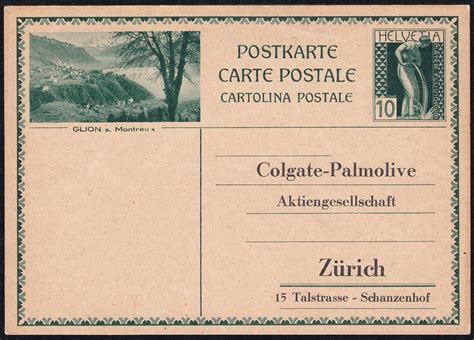 POSTKARTE
CARTE POSTALE
CARTOLINA POSTALE
HELVETIA
10
GLION s. Montreux
Colgate-Palmolive
Aktiengesellschaft
Zürich
15 Talstrasse - Schanzenhof